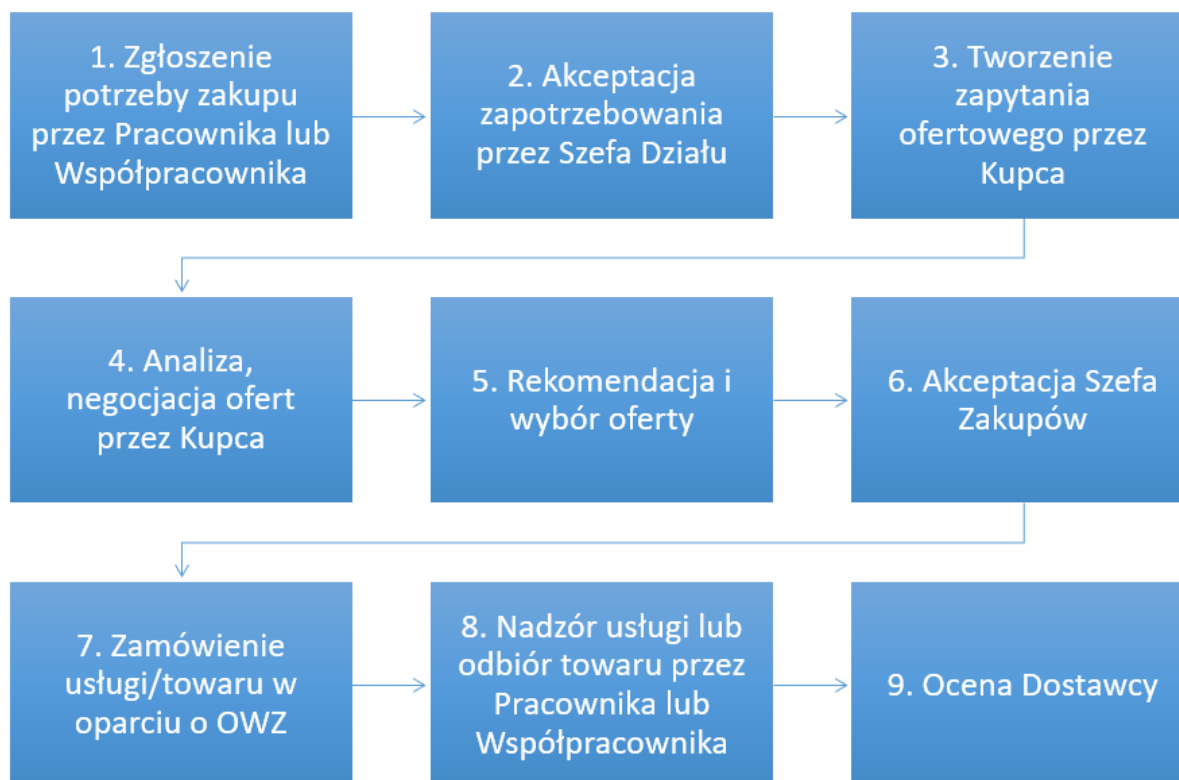 1. Zgłoszenie
potrzeby zakupu
przez Pracownika lub
Współpracownika
2. Akceptacja
zapotrzebowania
przez Szefa Działu
3. Tworzenie
zapytania
ofertowego przez
Kupca
4. Analiza,
negocjacja ofert
przez Kupca
5. Rekomendacja i
wybór oferty
6. Akceptacja Szefa
Zakupów
7. Zamówienie
usługi/towaru w
oparciu o OWZ
8. Nadzór usługi lub
odbiór towaru przez
Pracownika lub
Współpracownika
9. Ocena Dostawcy